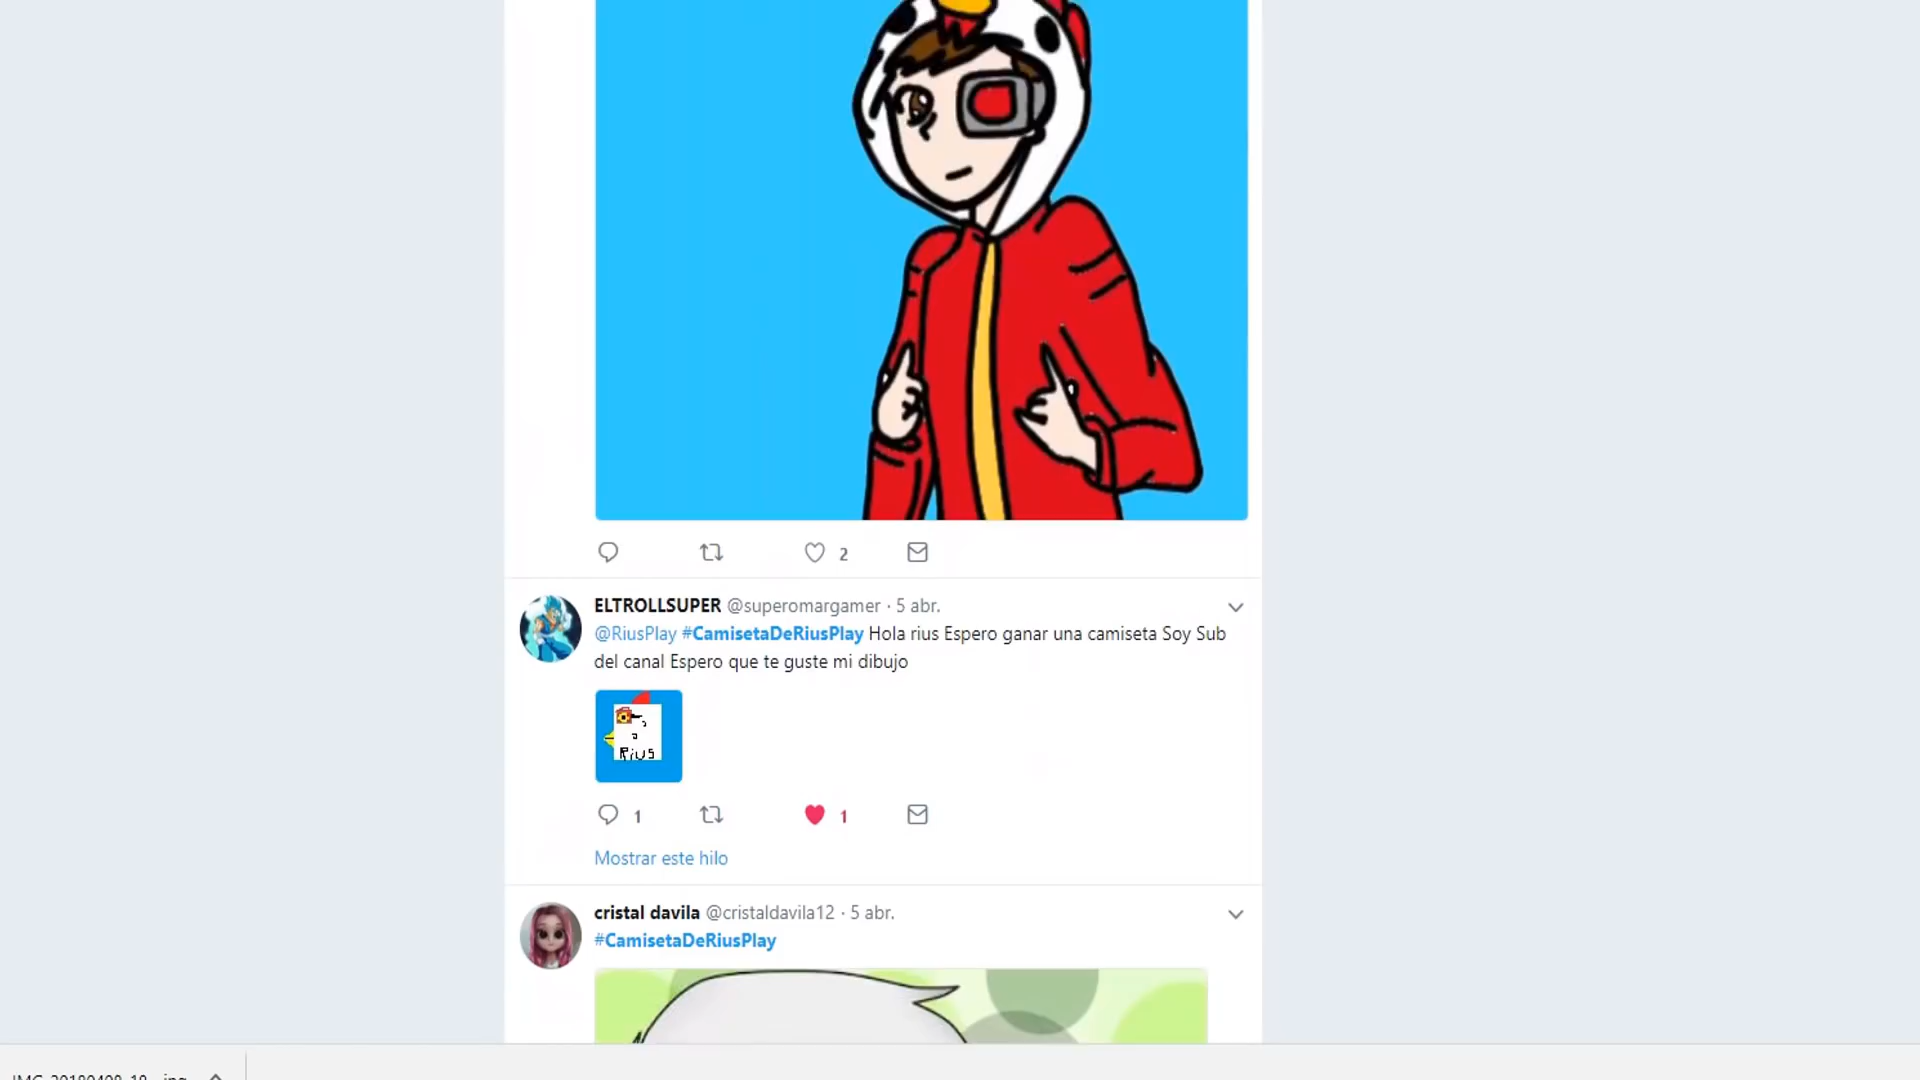 2
ELTROLLSUPER @superomargamer · 5 abr.
@RiusPlay #CamisetaDeRiusPlay Hola rius Espero ganar una camiseta Soy Sub
del canal Espero que te guste mi dibujo
Rius
1 1
Mostrar este hilo
cristal davila @cristaldavila12 · 5 abr.
#CamisetaDeRiusPlay